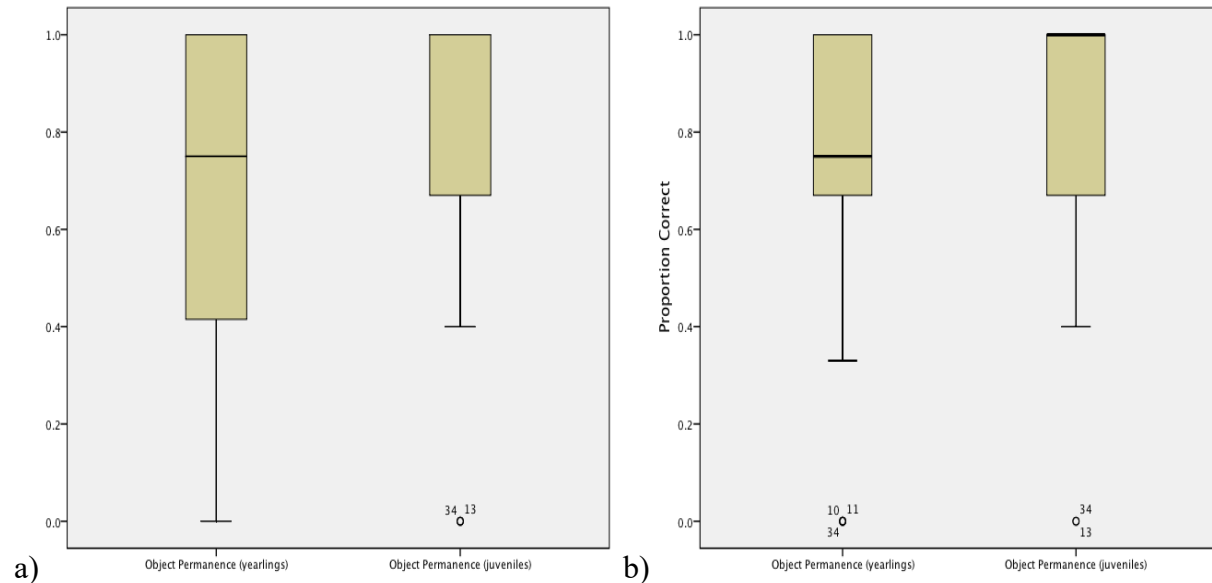 1.0
0.8
0.6
0.4
0.2
0.0
34 13
Object Permanence (yearlings)
Object Permanence (juveniles)
a)
Proportion Correct
1.0
0.8
0.6
0.4
0.2
0.0
10 11
34
34
13
Object Permanence (yearlings)
Object Permanence (juveniles)
b)